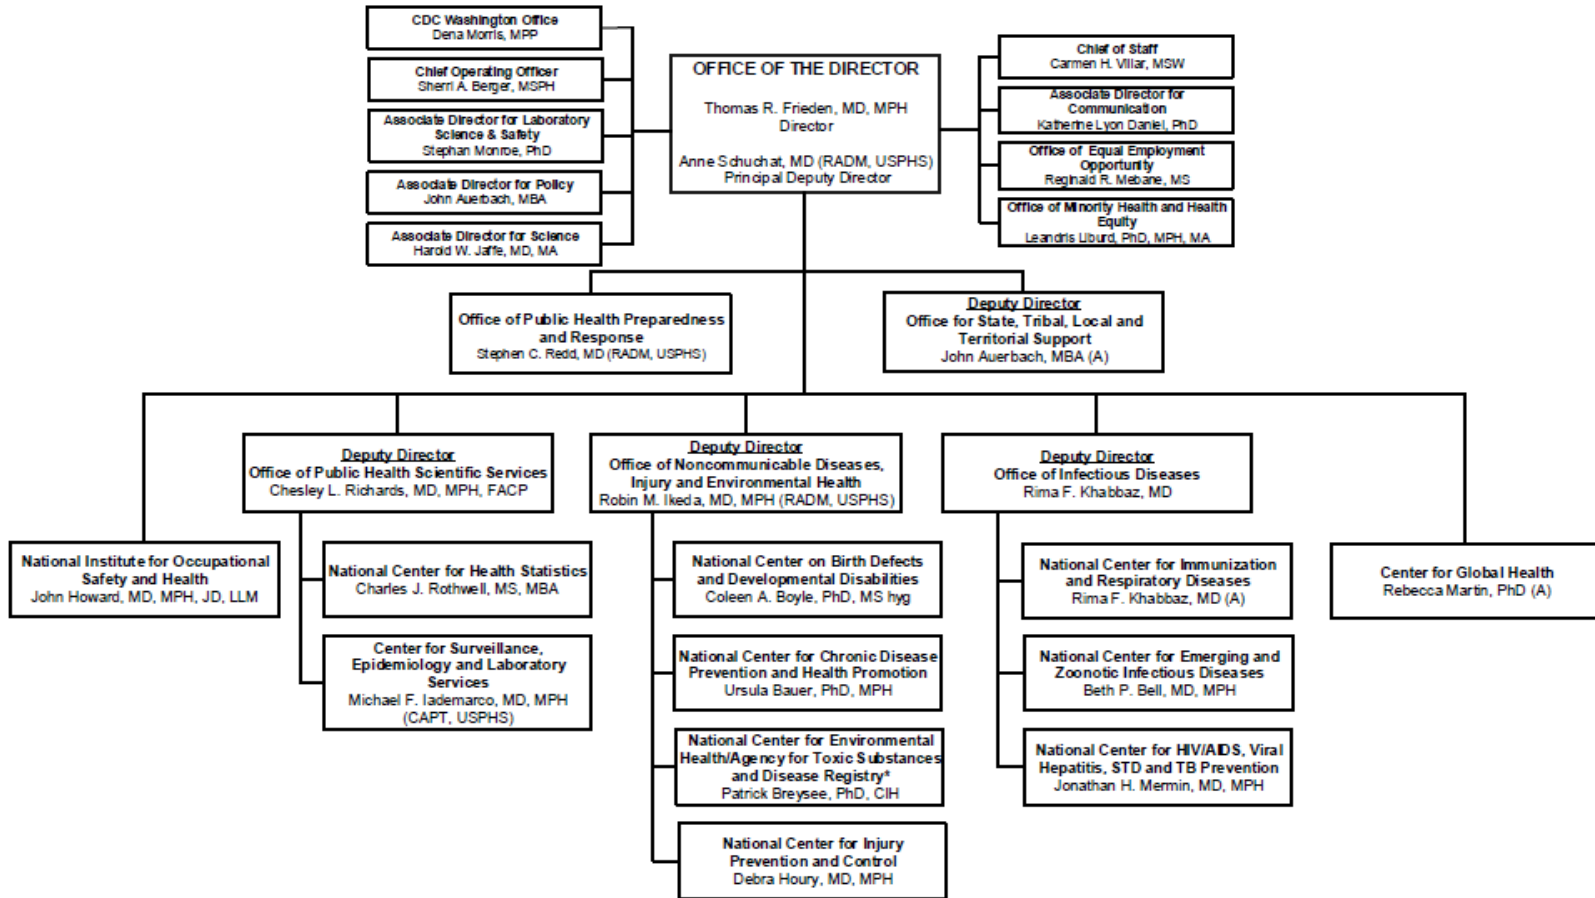 CDC Washington Office
Dena Morris, MPP
Chief Operating Officer
Sherri A. Berger, MSPH
Associate Director for Laboratory
Science & Safety
Stephan Monroe, PhD
Associate Director for Policy
John Auerbach, MBA
Associate Director for Science
Harold W. Jaffe, MD, MA
OFFICE OF THE DIRECTOR
Thomas R. Frieden, MD, MPH
Director
Anne Schuchat, MD (RADM, USPHS)
Principal Deputy Director
Chief of Staff
Carmen H. Villar, MSW
Associate Director for
Communication
Katherine Lyon Daniel, PhD
Office of Equal Employment
Opportunity
Reginald R. Mebane, MS
Office of Minority Health and Health
Equity
Leandris Liburd, PhD, MPH, MA
Office of Public Health Preparedness
and Response
Stephen C. Redd, MD (RADM, USPHS)
Deputy Director
Office for State, Tribal, Local and
Territorial Support
John Auerbach, MBA (A)
National Institute for Occupational
Safety and Health
John Howard, MD, MPH, JD, LLM
Deputy Director
Office of Public Health Scientific Services
Chesley L. Richards, MD, MPH, FACP
National Center for Health Statistics
Charles J. Rothwell, MS, MBA
Center for Surveillance,
Epidemiology and Laboratory
Services
Michael F. Iademarco, MD, MPH
(CAPT, USPHS)
Deputy Director
Office of Noncommunicable Diseases,
Injury and Environmental Health
Robin M. Ikeda, MD, MPH (RADM, USPHS)
National Center on Birth Defects
and Developmental Disabilities
Coleen A. Boyle, PhD, MS hyg
National Center for Chronic Disease
Prevention and Health Promotion
Ursula Bauer, PhD, MPH
National Center for Environmental
Health/Agency for Toxic Substances
and Disease Registry*
Patrick Breysee, PhD, CIH
National Center for Injury
Prevention and Control
Debra Houry, MD, MPH
Deputy Director
Office of Infectious Diseases
Rima F. Khabbaz, MD
National Center for Immunization
and Respiratory Diseases
Rima F. Khabbaz, MD (A)
National Center for Emerging and
Zoonotic Infectious Diseases
Beth P. Bell, MD, MPH
National Center for HIV/AIDS, Viral
Hepatitis, STD and TB Prevention
Jonathan H. Mermin, MD, MPH
Center for Global Health
Rebecca Martin, PhD (A)